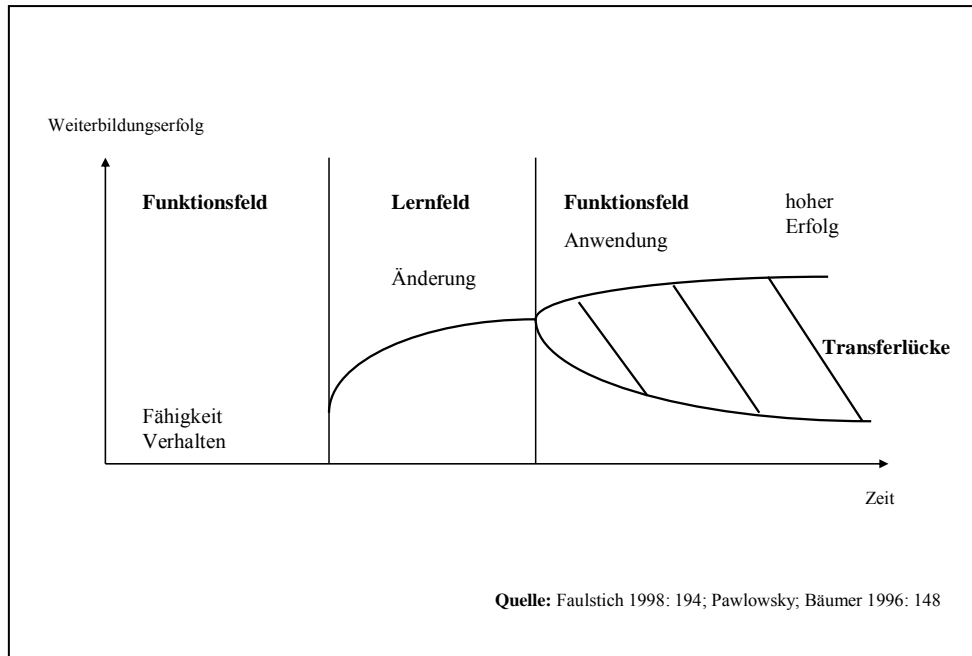 Weiterbildungserfolg
Funktionsfeld
Lernfeld
Funktionsfeld
hoher
Erfolg
Anwendung
Änderung
Transferlücke
Fähigkeit
Verhalten
Zeit
Quelle: Faulstich 1998: 194; Pawlowsky; Bäumer 1996: 148